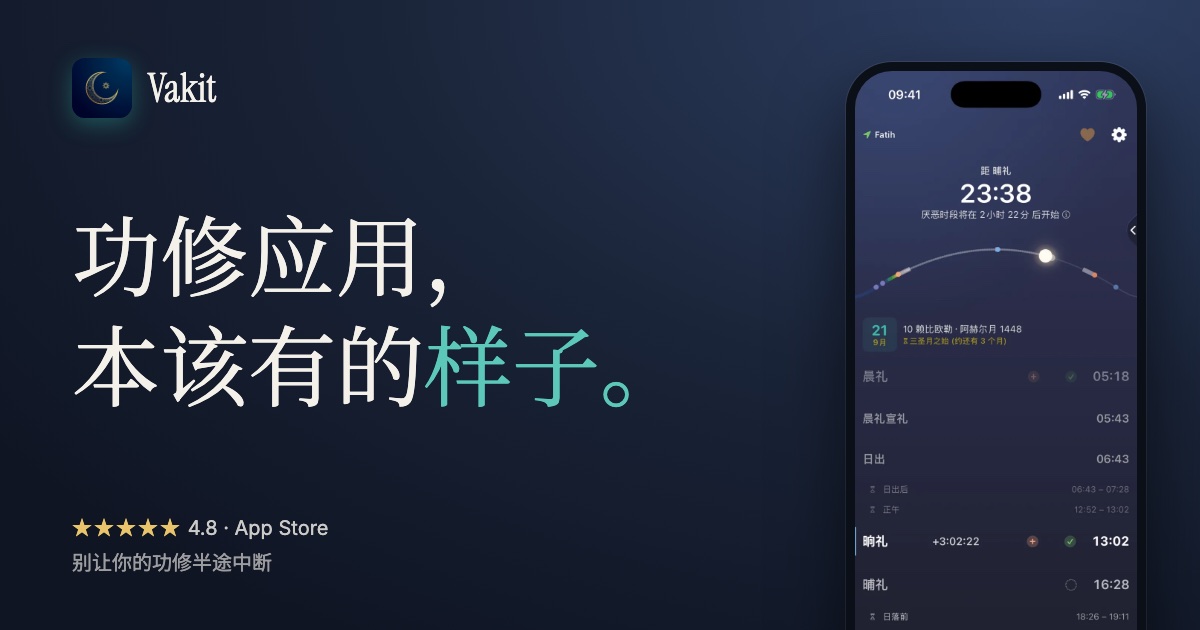 Vakit
功修应用,
本该有的样子。
★★★★★ 4.8 · App Store
别让你的功修半途中断
09:41
Fatih
距 晡礼
23:38
厌恶时段将在 2 小时 22 分 后开始 ⓘ
21
9月
10 赖比欧勒 · 阿赫尔月 1448
三圣月之始 (约还有 3 个月)
晨礼 05:18
晨礼宣礼 05:43
日出 06:43
日出后 06:43 – 07:28
正午 12:52 – 13:02
晌礼 +3:02:22 13:02
晡礼 16:28
日落前 18:26 – 19:11